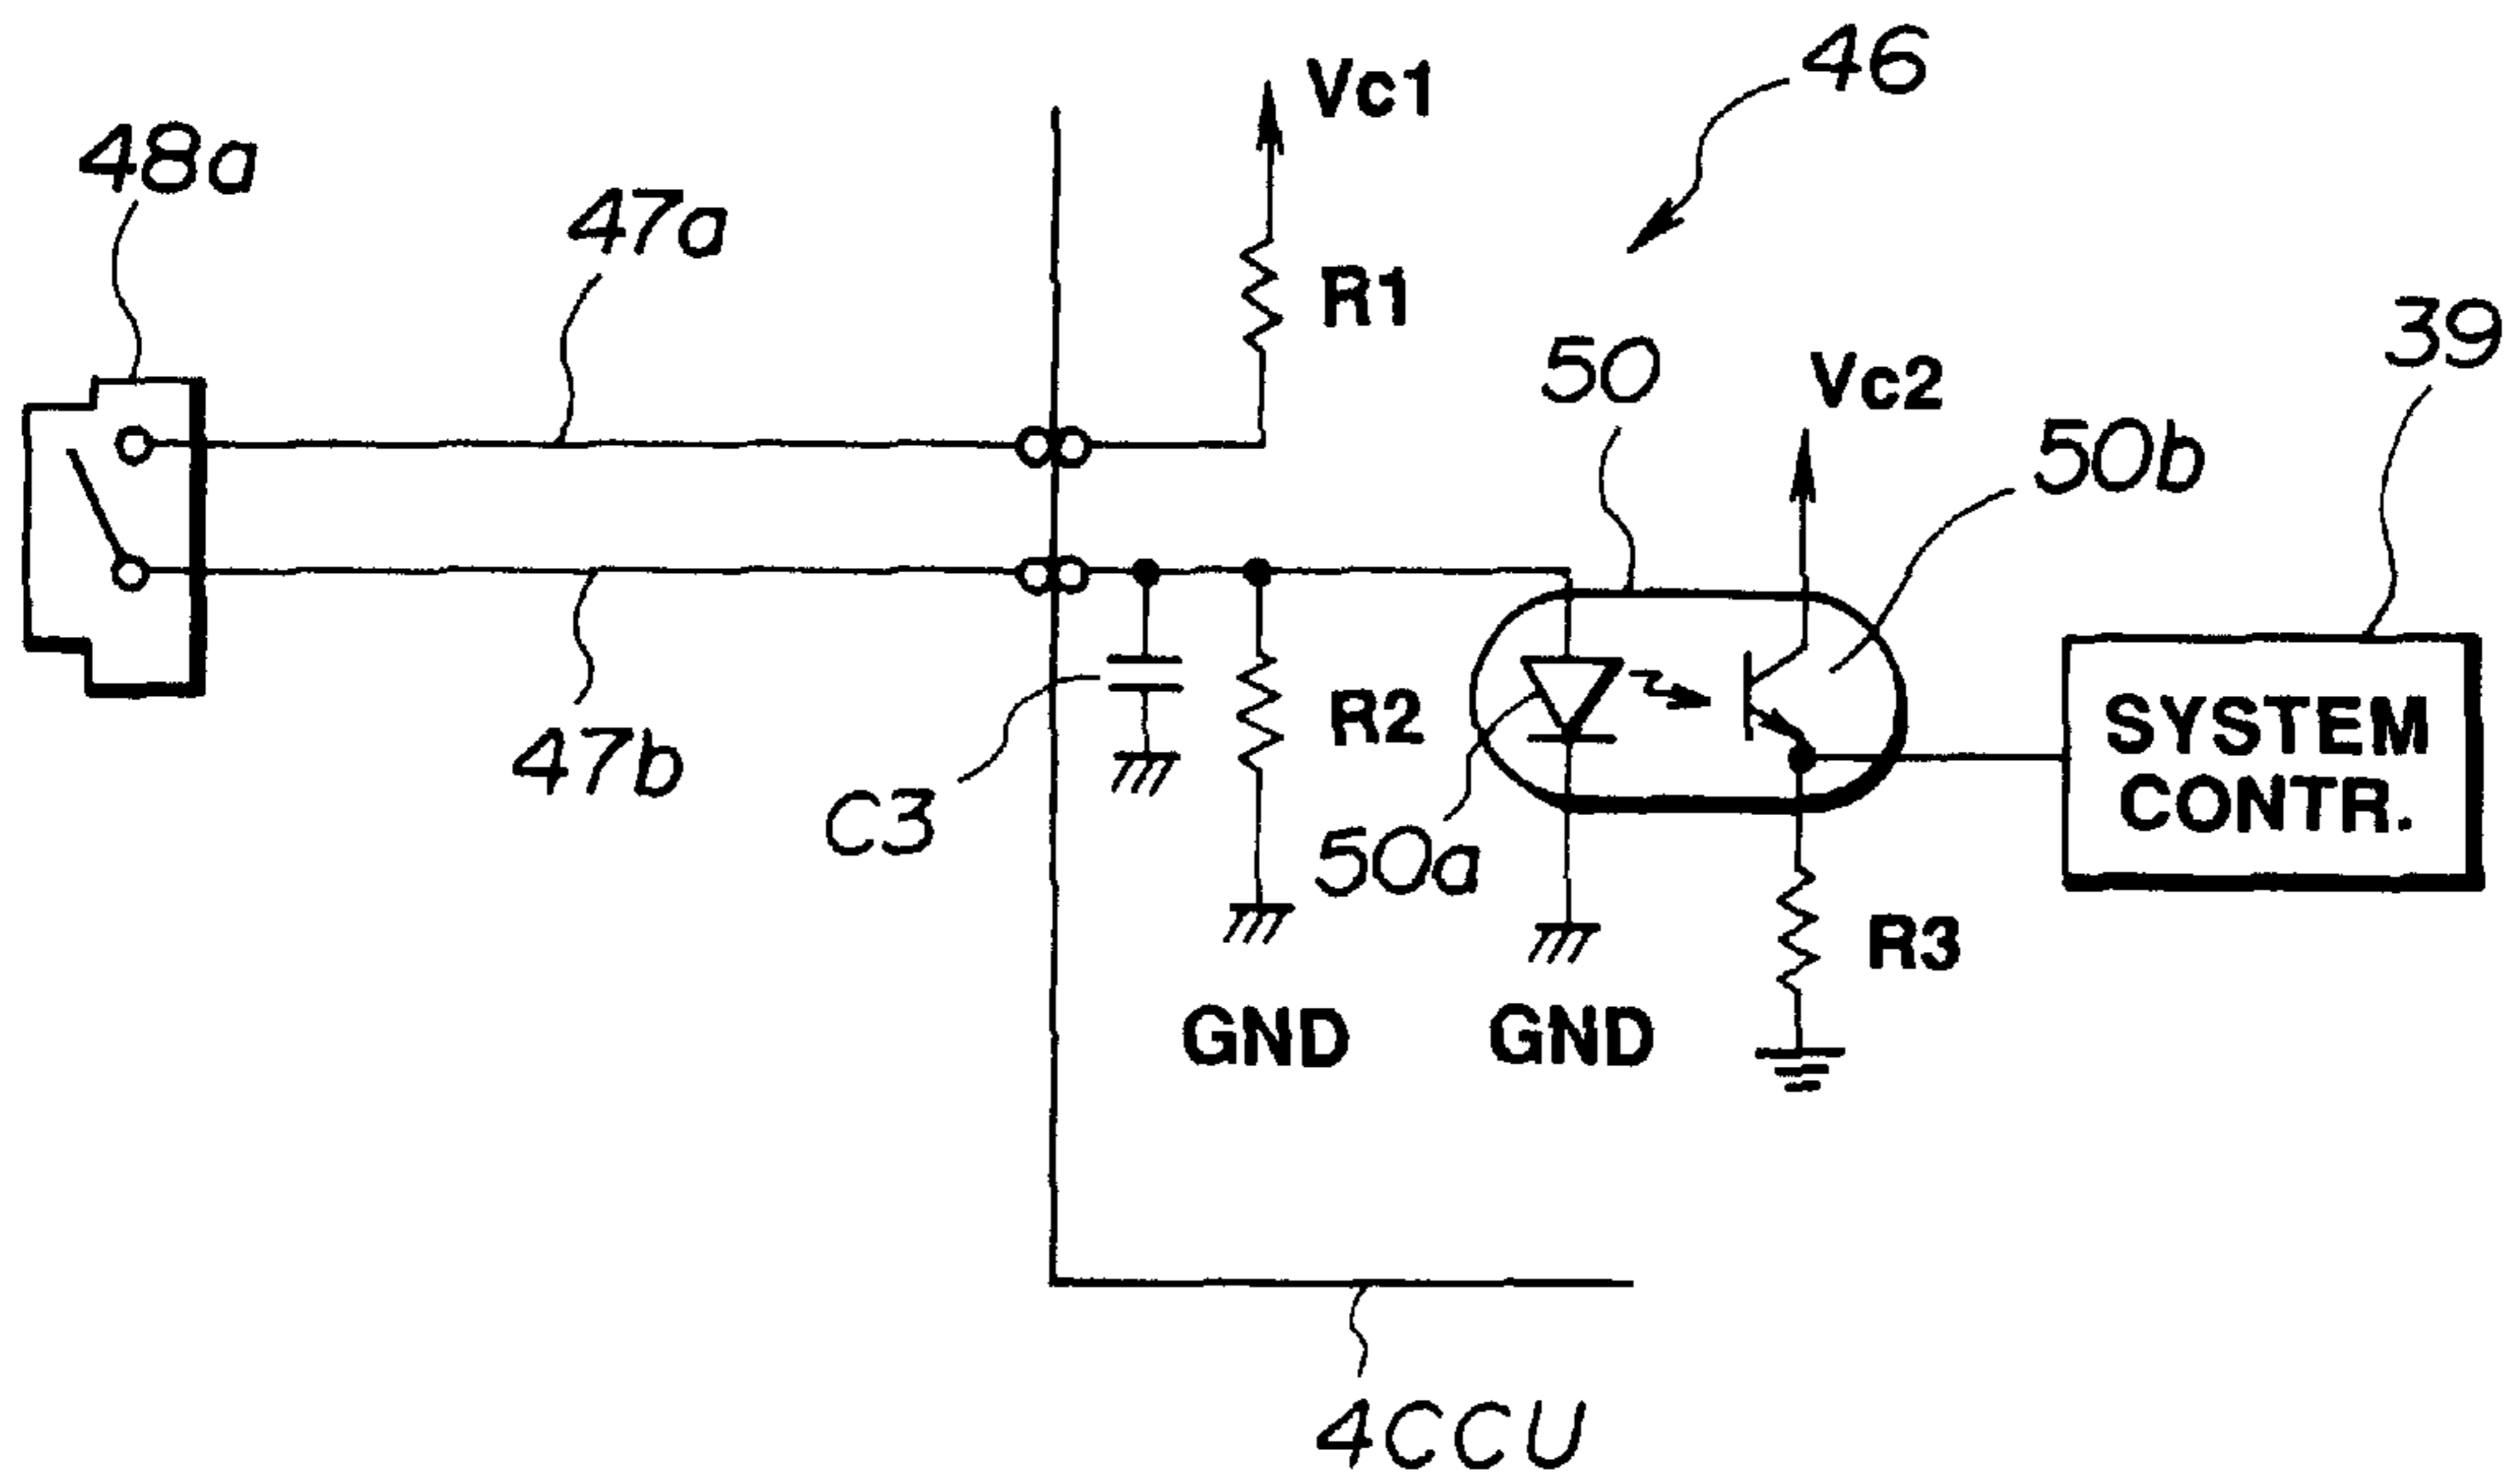 46
Vc1
48a
47a
R1
39
50
Vc2
50b
R2
SYSTEM
CONTR.
47b
C3
50a
R3
GND
GND
4CCU